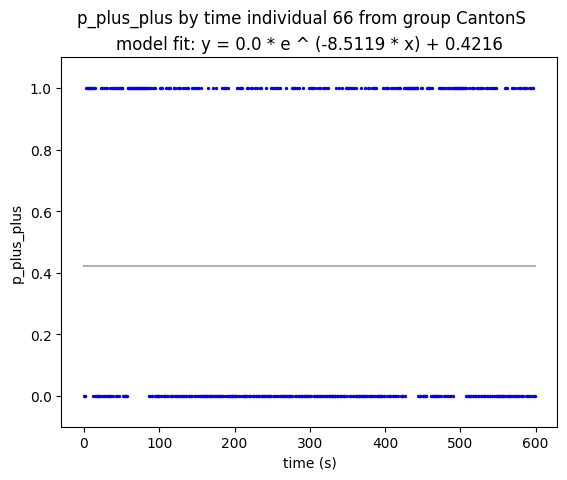 p_plus_plus by time individual 66 from group CantonS
model fit: y = 0.0 * e ^ (-8.5119 * x) + 0.4216
1.0
0.8
0.6
0.4
0.2
0.0
p_plus_plus
0 100 200 300 400 500 600
time (s)